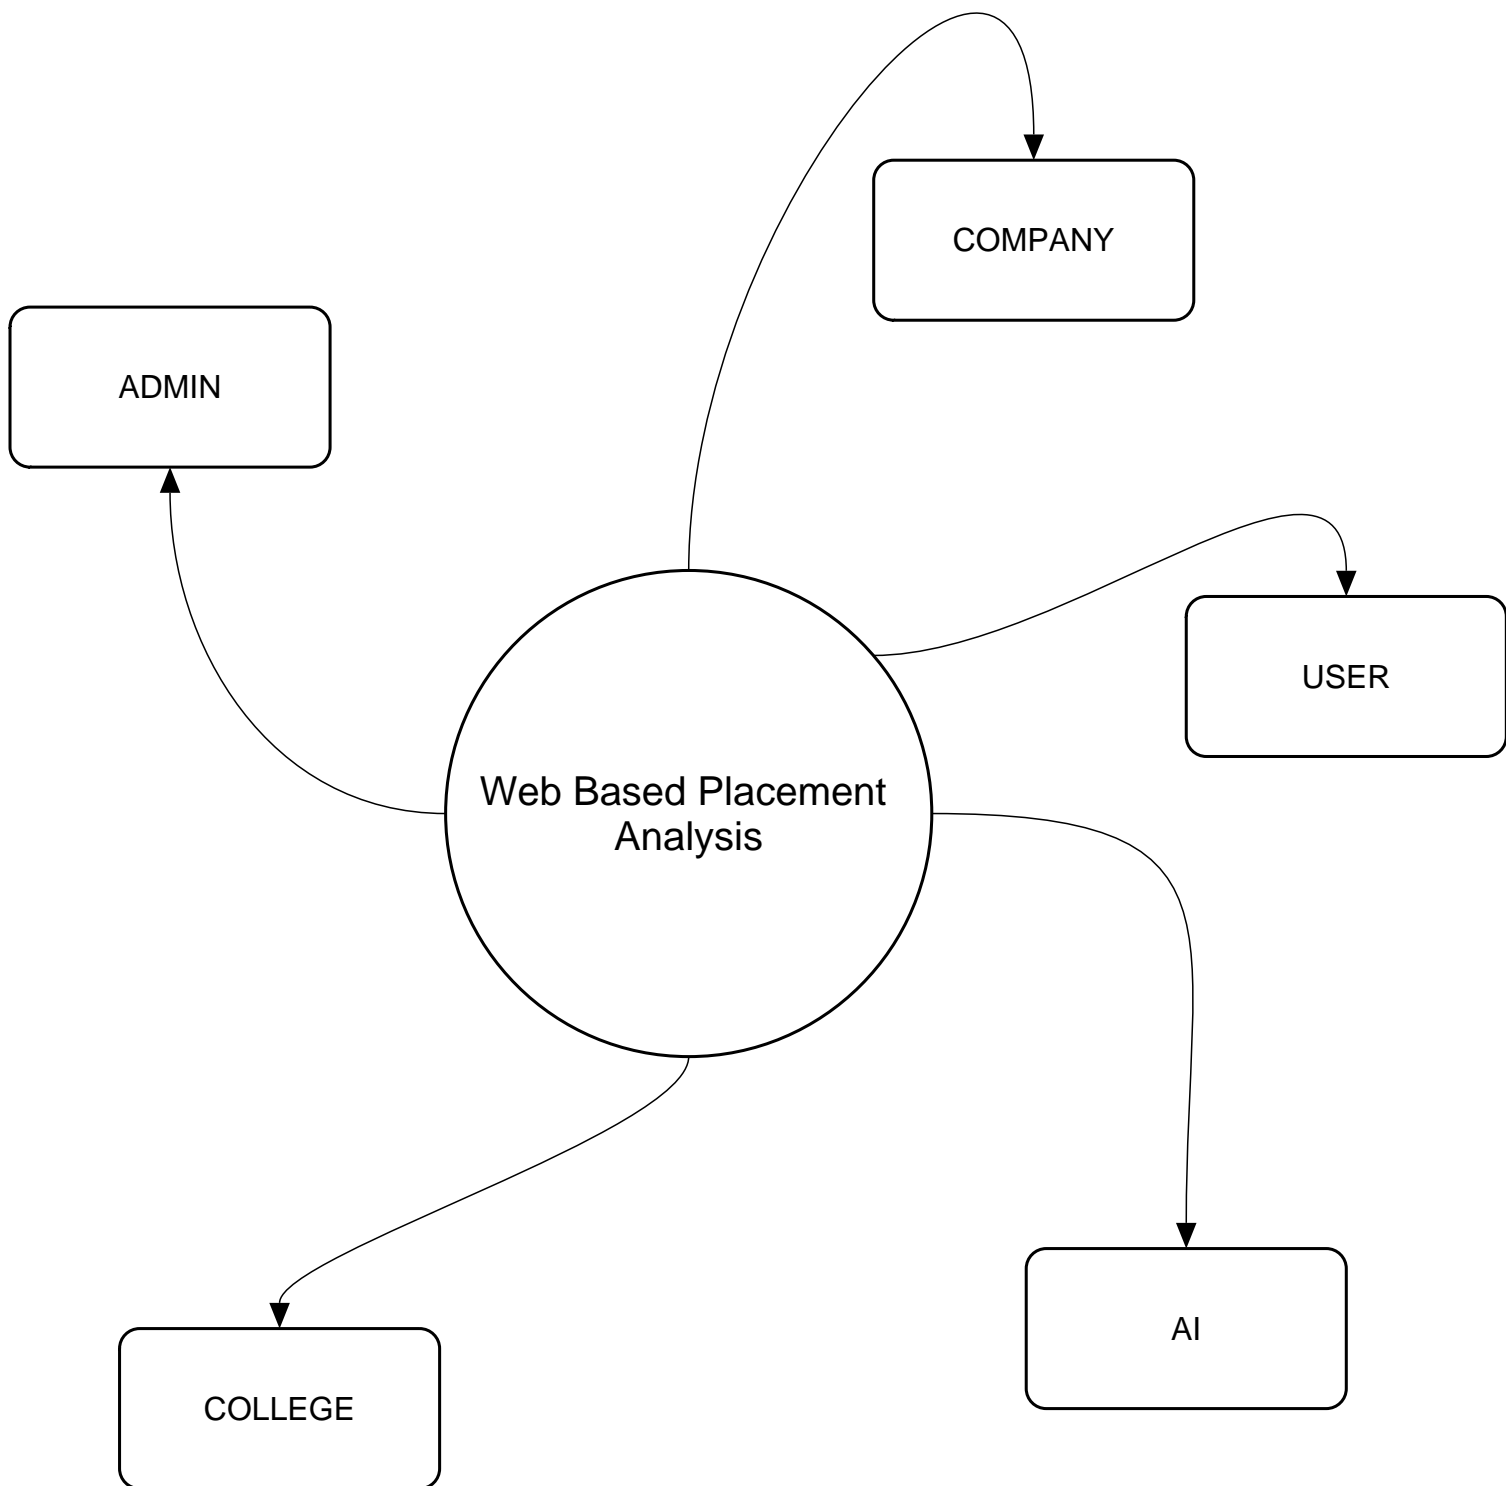 COMPANY
ADMIN
USER
Web Based Placement
Analysis
AI
COLLEGE